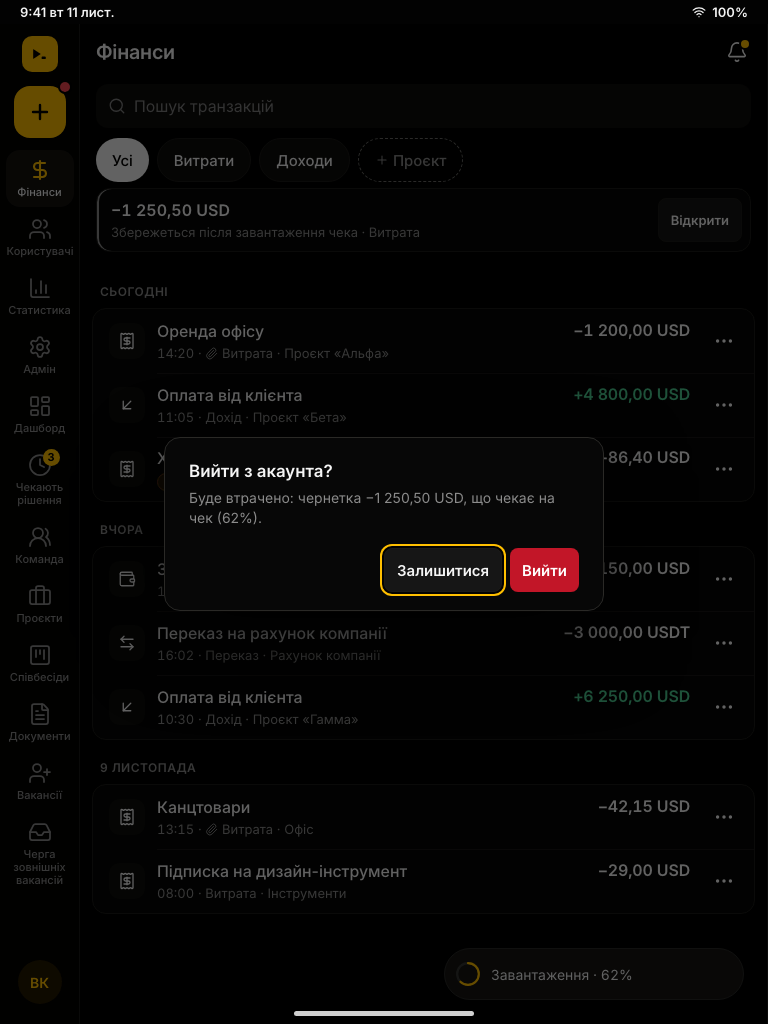 9:41 вт 11 лист.
100%
Фінанси
Пошук транзакцій
Усі
Витрати
Доходи
+ Проєкт
−1 250,50 USD
Збережеться після завантаження чека · Витрата
Відкрити
Фінанси
Користувачі
Статистика
Адмін
Дашборд
3
Чекають
рішення
Команда
Проєкти
Співбесіди
Документи
Вакансії
Черга
зовнішніх
вакансій
ВК
СЬОГОДНІ
Оренда офісу
−1 200,00 USD
14:20 · Витрата · Проєкт «Альфа»
Оплата від клієнта
+4 800,00 USD
11:05 · Дохід · Проєкт «Бета»
86,40 USD
Вийти з акаунта?
Буде втрачено: чернетка −1 250,50 USD, що чекає на
чек (62%).
Залишитися
Вийти
ВЧОРА
150,00 USD
Переказ на рахунок компанії
−3 000,00 USDT
16:02 · Переказ · Рахунок компанії
Оплата від клієнта
+6 250,00 USD
10:30 · Дохід · Проєкт «Гамма»
9 ЛИСТОПАДА
Канцтовари
−42,15 USD
13:15 · Витрата · Офіс
Підписка на дизайн-інструмент
−29,00 USD
08:00 · Витрата · Інструменти
Завантаження · 62%